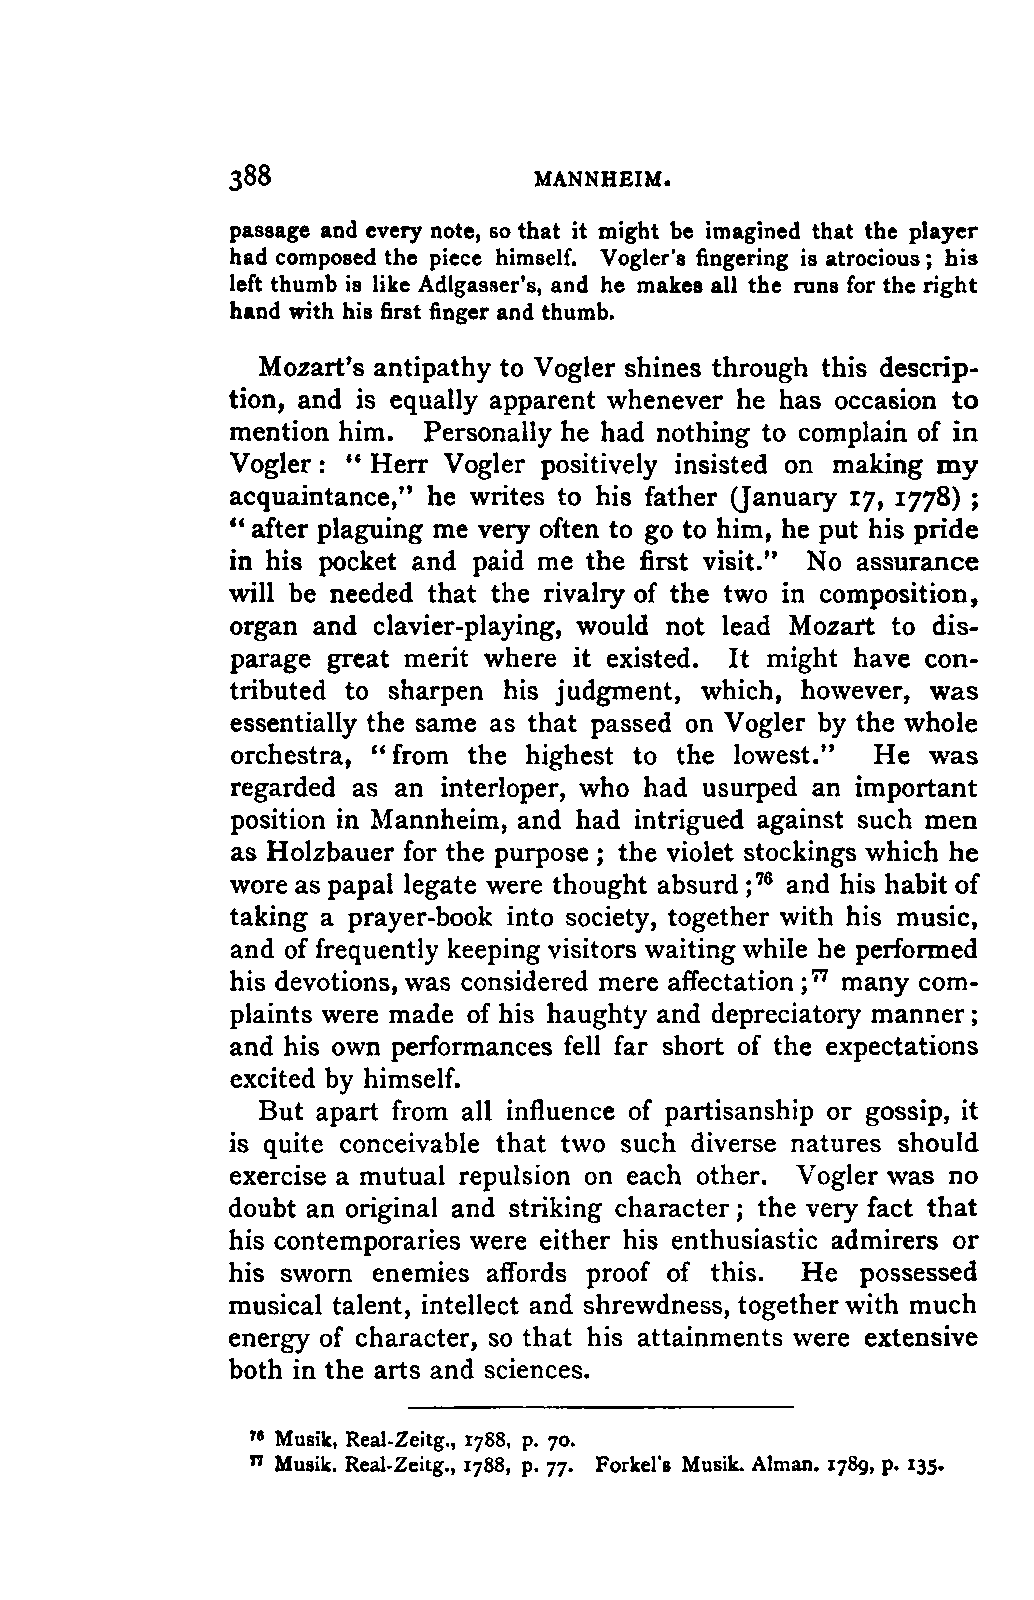 388 MANNHEIM.
passage and every note, so that it might be imagined that the player
had composed the piece himself. Vogler's fingering is atrocious; his
left thumb is like Adlgasser's, and he makes all the runs for the right
hand with his first finger and thumb.
Mozart's antipathy to Vogler shines through this descrip-
tion, and is equally apparent whenever he has occasion to
mention him. Personally he had nothing to complain of in
Vogler: "Herr Vogler positively insisted on making my
acquaintance," he writes to his father (January 17, 1778);
"after plaguing me very often to go to him, he put his pride
in his pocket and paid me the first visit." No assurance
will be needed that the rivalry of the two in composition,
organ and clavier-playing, would not lead Mozart to dis-
parage great merit where it existed. It might have con-
tributed to sharpen his judgment, which, however, was
essentially the same as that passed on Vogler by the whole
orchestra, "from the highest to the lowest." He was
regarded as an interloper, who had usurped an important
position in Mannheim, and had intrigued against such men
as Holzbauer for the purpose; the violet stockings which he
wore as papal legate were thought absurd;⁷⁶ and his habit of
taking a prayer-book into society, together with his music,
and of frequently keeping visitors waiting while he performed
his devotions, was considered mere affectation;⁷⁷ many com-
plaints were made of his haughty and depreciatory manner;
and his own performances fell far short of the expectations
excited by himself.
But apart from all influence of partisanship or gossip, it
is quite conceivable that two such diverse natures should
exercise a mutual repulsion on each other. Vogler was no
doubt an original and striking character; the very fact that
his contemporaries were either his enthusiastic admirers or
his sworn enemies affords proof of this. He possessed
musical talent, intellect and shrewdness, together with much
energy of character, so that his attainments were extensive
both in the arts and sciences.
⁷⁶ Musik, Real-Zeitg., 1788, p. 70.
⁷⁷ Musik. Real-Zeitg., 1788, p. 77. Forkel's Musik. Alman. 1789, p. 135.